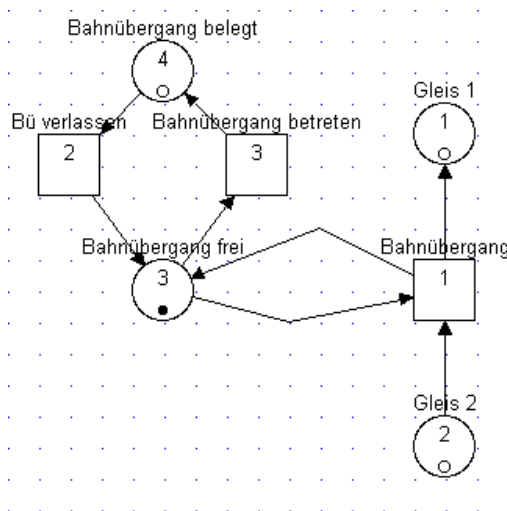 Bahnübergang belegt
4
Gleis 1
1
Bü verlassen
2
Bahnübergang betreten
3
Bahnübergang frei
3
Bahnübergang
1
Gleis 2
2